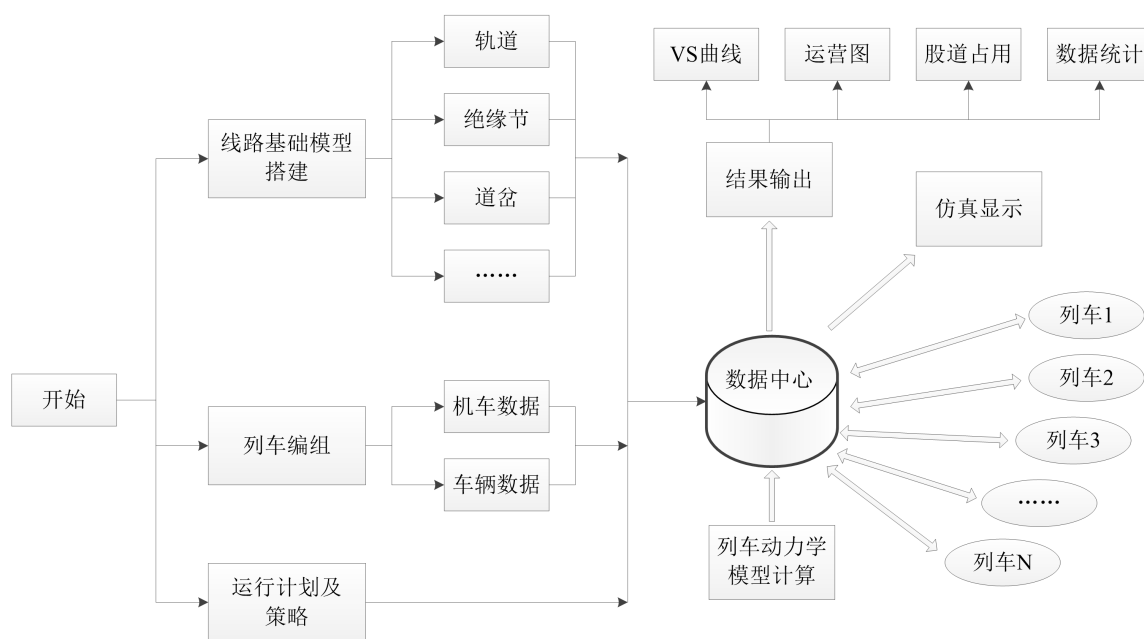 VS曲线
运营图
股道占用
数据统计
轨道
绝缘节
道岔
……
线路基础模型
搭建
结果输出
仿真显示
开始
列车编组
机车数据
车辆数据
运行计划及
策略
数据中心
列车动力学
模型计算
列车1
列车2
列车3
……
列车N